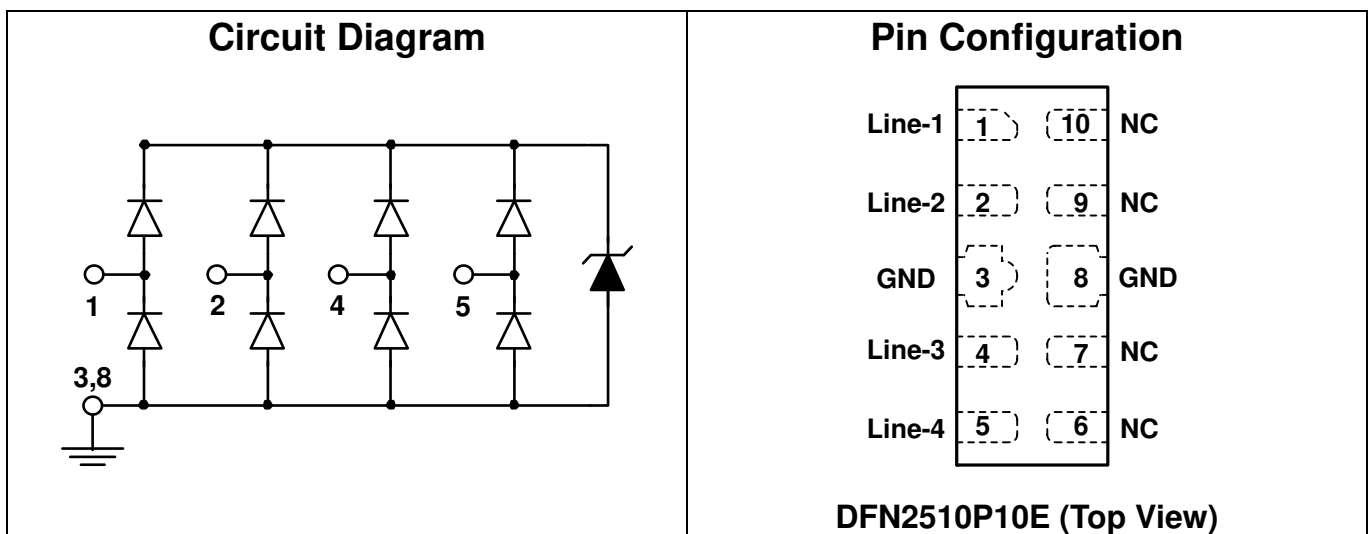 Circuit Diagram
1
2
4
5
3,8
Pin Configuration
Line-1 1 10 NC
Line-2 2 9 NC
GND 3 8 GND
Line-3 4 7 NC
Line-4 5 6 NC
DFN2510P10E (Top View)